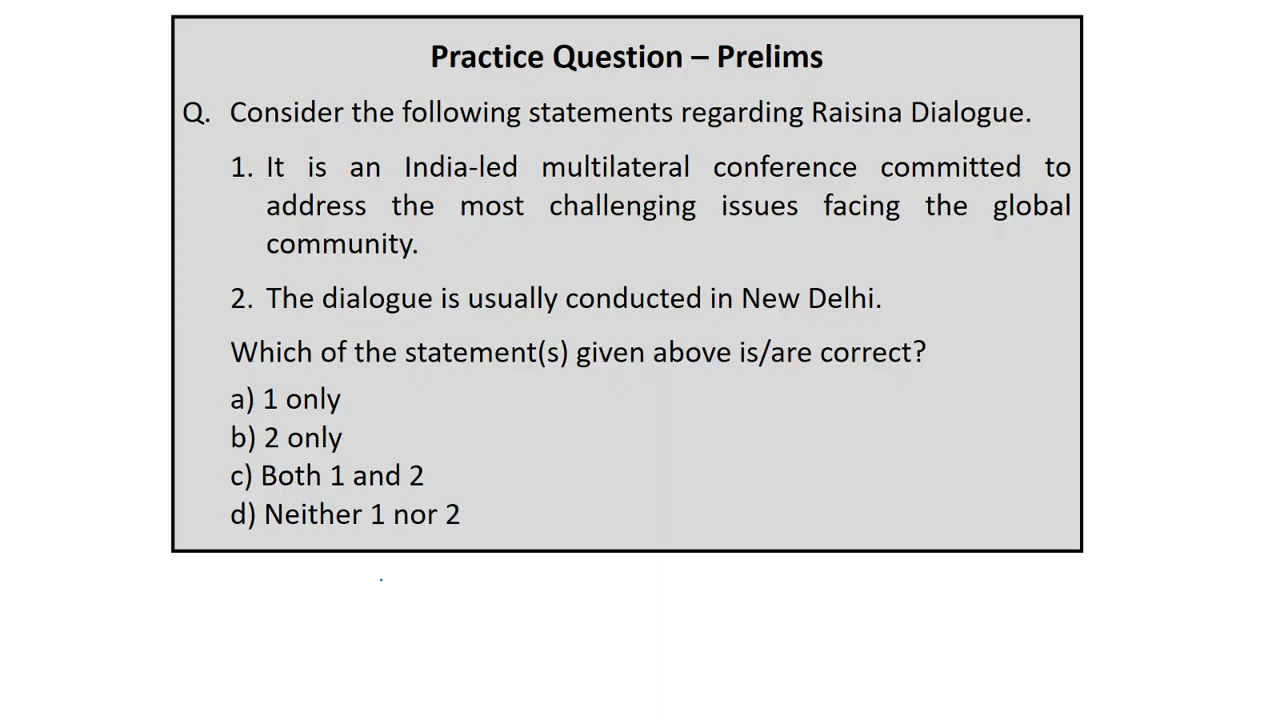 Practice Question – Prelims
Q. Consider the following statements regarding Raisina Dialogue.
1. It is an India-led multilateral conference committed to
address the most challenging issues facing the global
community.
2. The dialogue is usually conducted in New Delhi.
Which of the statement(s) given above is/are correct?
a) 1 only
b) 2 only
c) Both 1 and 2
d) Neither 1 nor 2